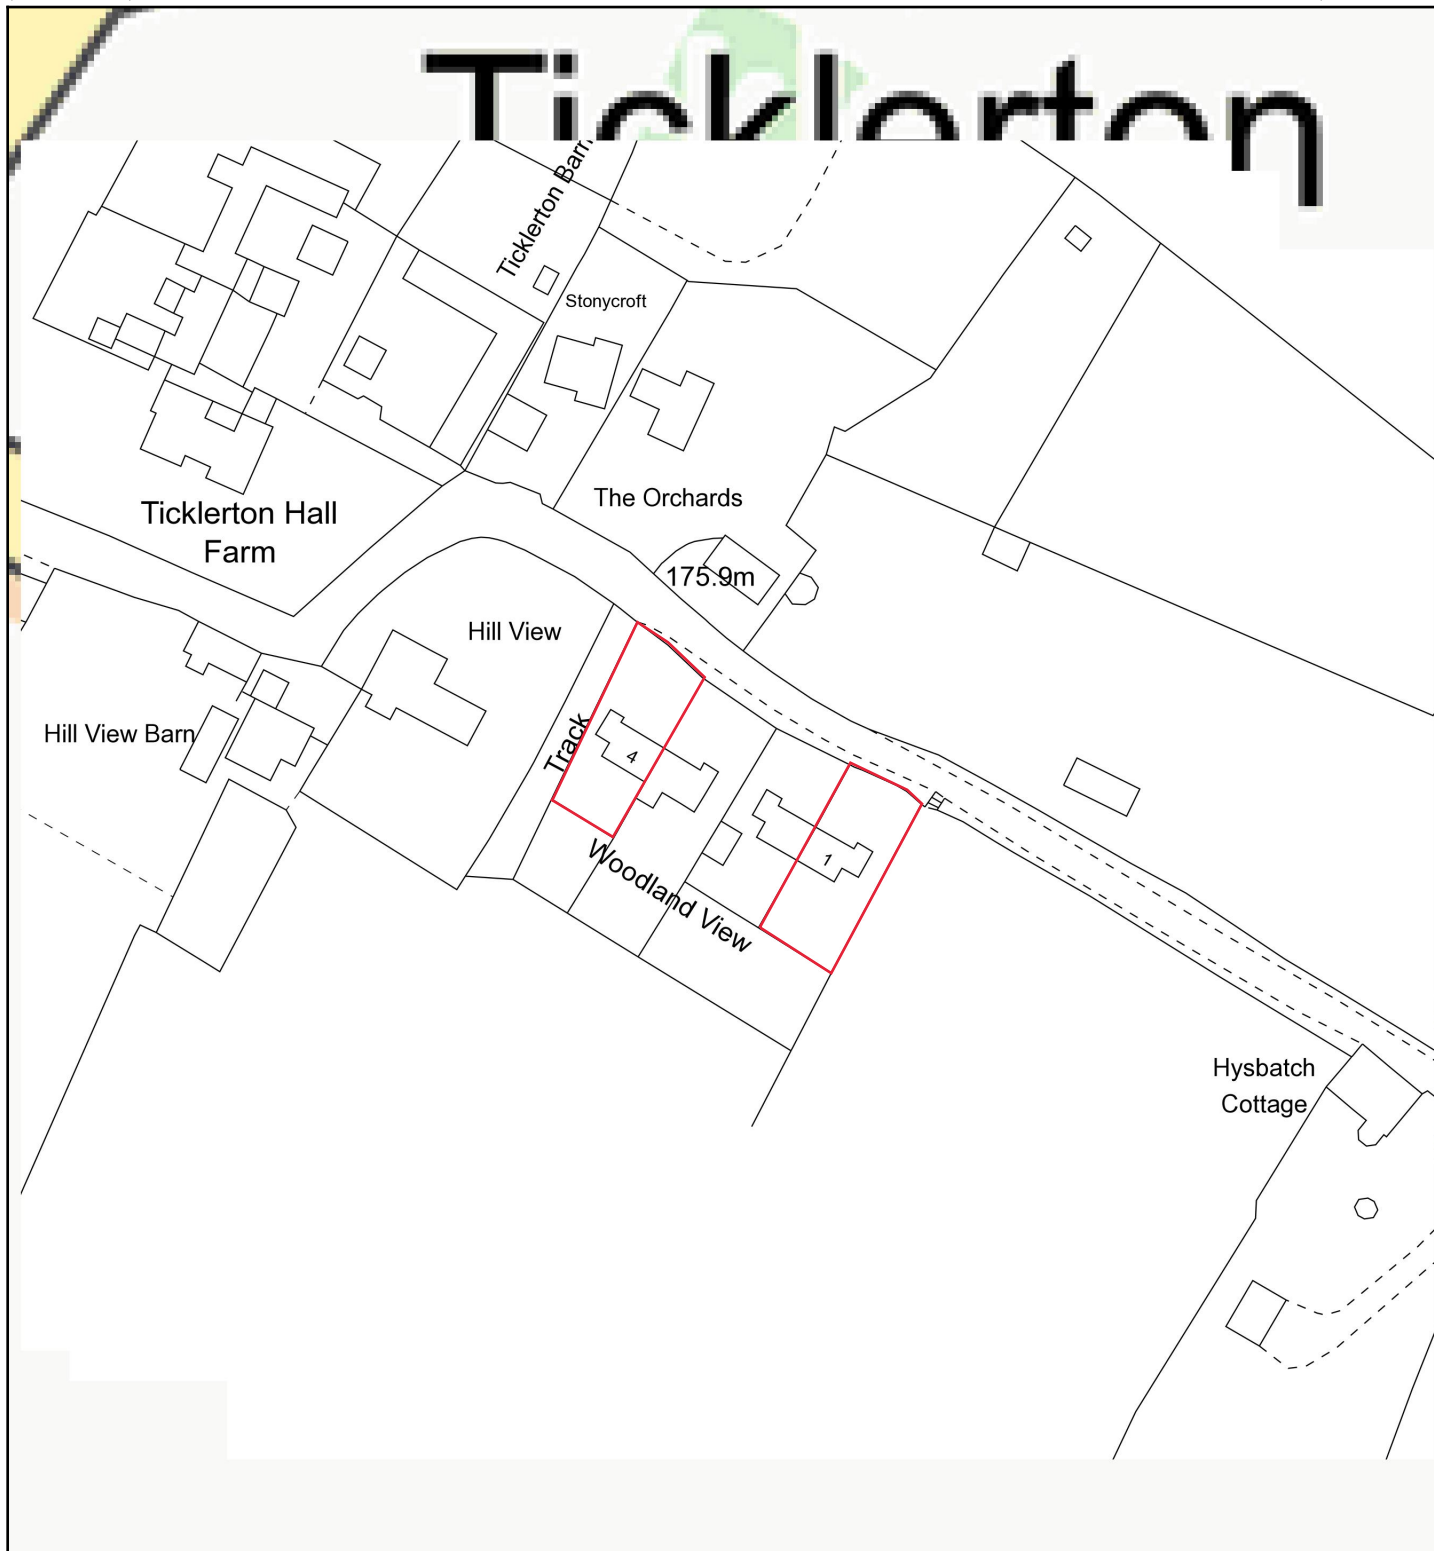 Ticklerton
Ticklerton Barn
Stonycroft
The Orchards
Ticklerton Hall
Farm
175.9m
Hill View
Hill View Barn
Track
4
1
Woodland View
Hysbatch
Cottage